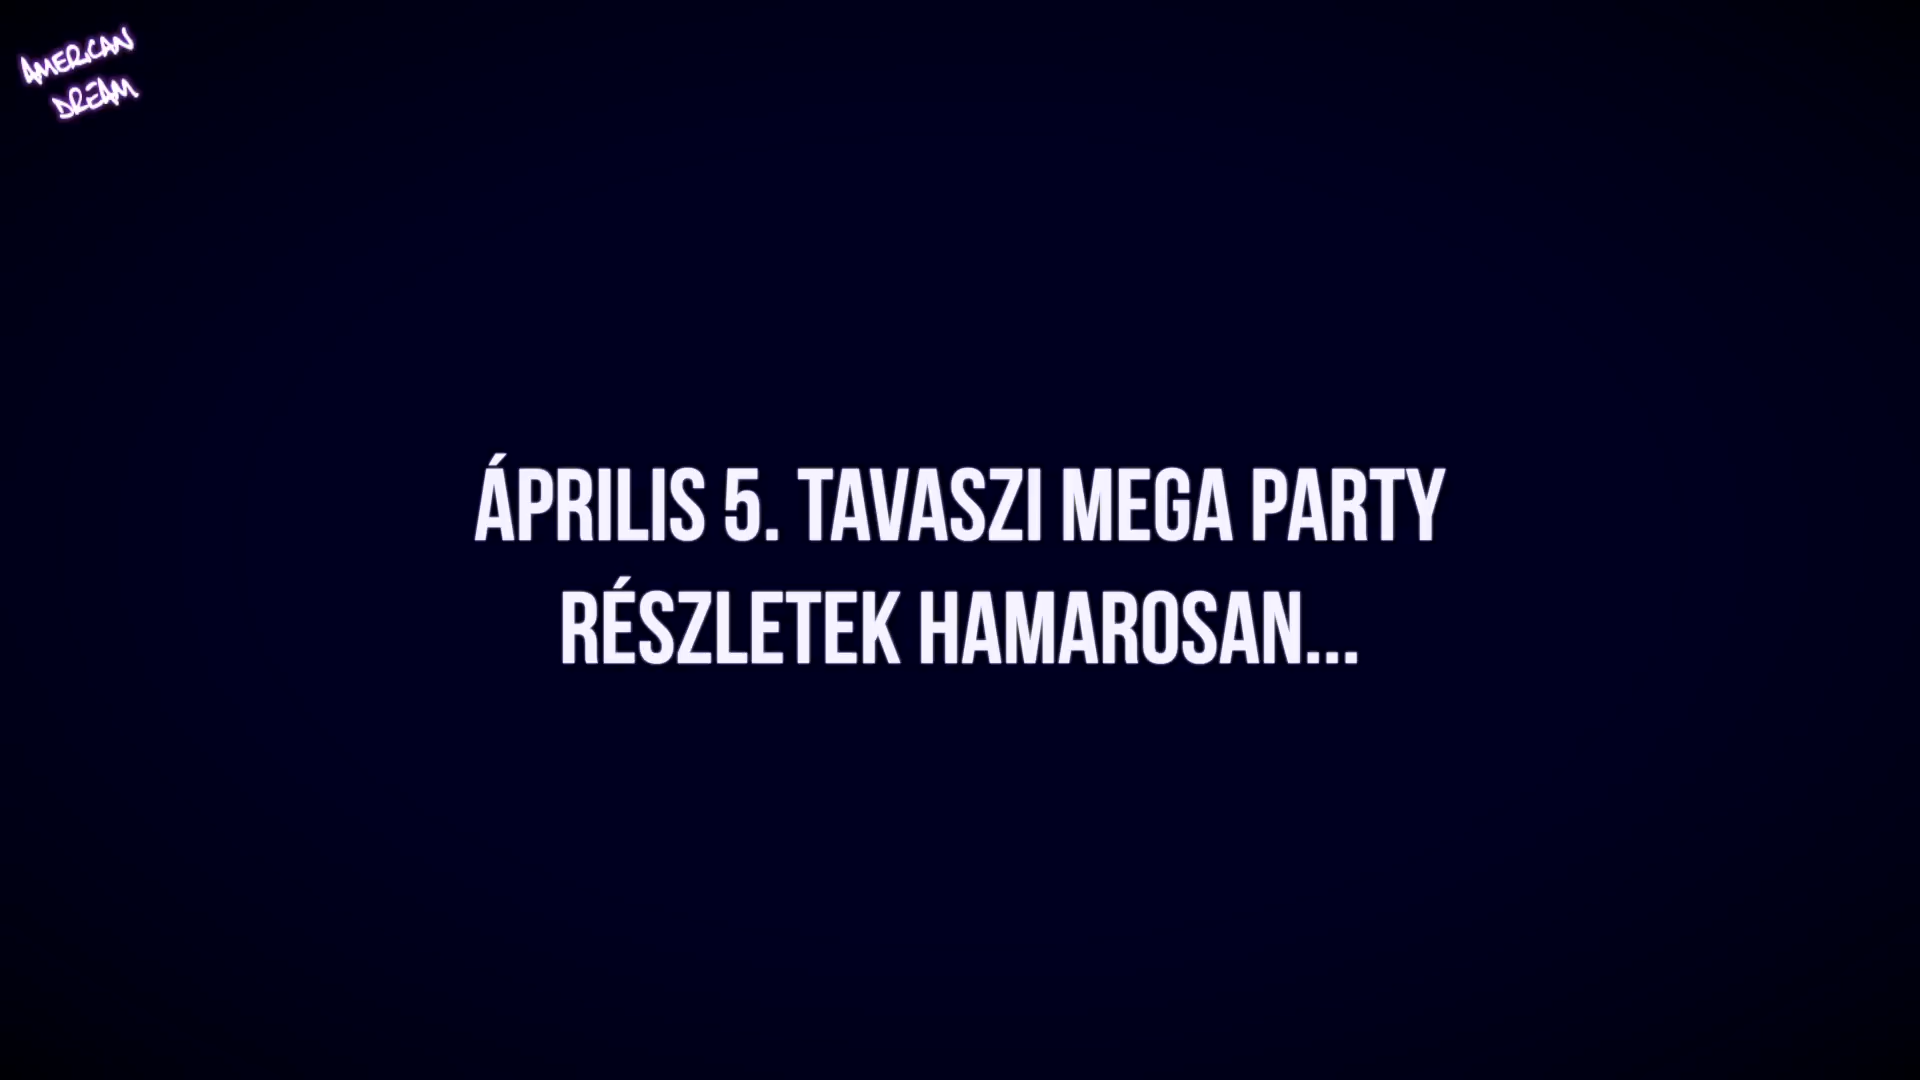 AMERICAN
DREAM
ÁPRILIS 5. TAVASZI MEGA PARTY
RÉSZLETEK HAMAROSAN...